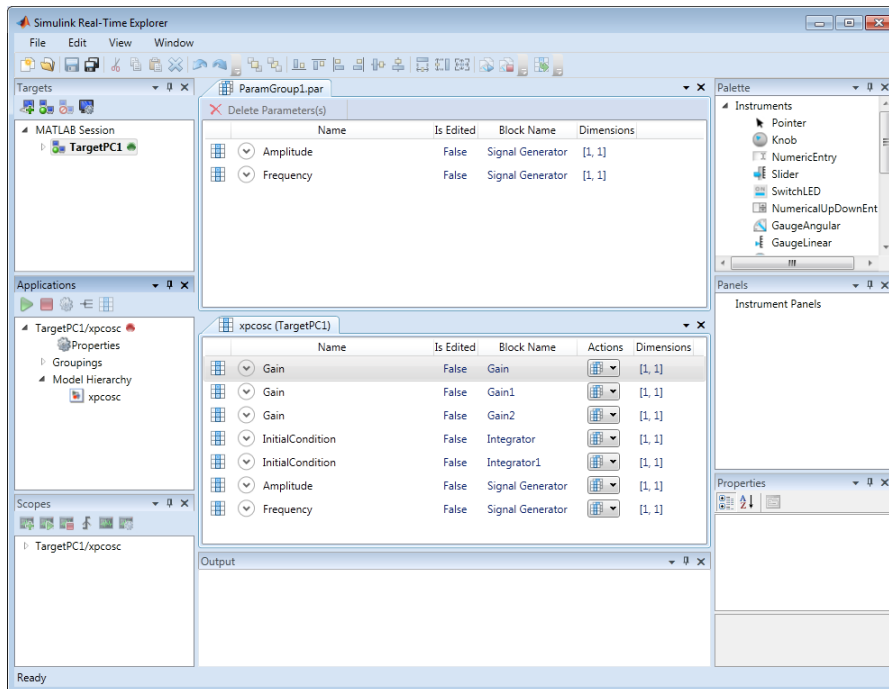 Simulink Real-Time Explorer
File Edit View Window
Targets
MATLAB Session
TargetPC1
Applications
TargetPC1/xpcosc
Properties
Groupings
Model Hierarchy
xpcosc
Scopes
TargetPC1/xpcosc
ParamGroup1.par
Delete Parameters(s)
Name Is Edited Block Name Dimensions
Amplitude False Signal Generator [1, 1]
Frequency False Signal Generator [1, 1]
xpcosc (TargetPC1)
Name Is Edited Block Name Actions Dimensions
Gain False Gain [1, 1]
Gain False Gain1 [1, 1]
Gain False Gain2 [1, 1]
InitialCondition False Integrator [1, 1]
InitialCondition False Integrator1 [1, 1]
Amplitude False Signal Generator [1, 1]
Frequency False Signal Generator [1, 1]
Output
Palette
Instruments
Pointer
Knob
NumericEntry
Slider
SwitchLED
NumericalUpDownEnt
GaugeAngular
GaugeLinear
Panels
Instrument Panels
Properties
Ready